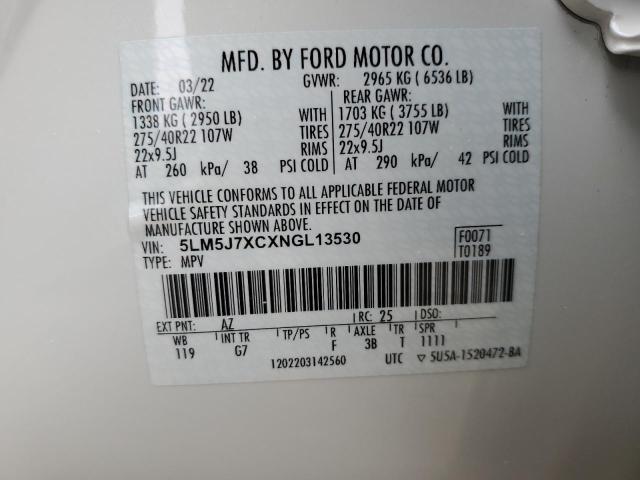 MFD. BY FORD MOTOR CO.
DATE: 03/22 GVWR: 2965 KG ( 6536 LB)
FRONT GAWR: REAR GAWR:
1338 KG ( 2950 LB) WITH 1703 KG ( 3755 LB) WITH
275/40R22 107W TIRES 275/40R22 107W TIRES
22x9.5J RIMS 22x9.5J RIMS
AT 260 kPa/ 38 PSI COLD AT 290 kPa/ 42 PSI COLD
THIS VEHICLE CONFORMS TO ALL APPLICABLE FEDERAL MOTOR
VEHICLE SAFETY STANDARDS IN EFFECT ON THE DATE OF
MANUFACTURE SHOWN ABOVE.
VIN: 5LM5J7XCXNGL13530 F0071
TYPE: MPV T0189
EXT PNT: AZ RC: 25 DSO:
WB INT TR TP/PS R AXLE TR SPR
119 G7 F 3B T 1111
1202203142560 UTC ▽ 5U5A-1520472-BA